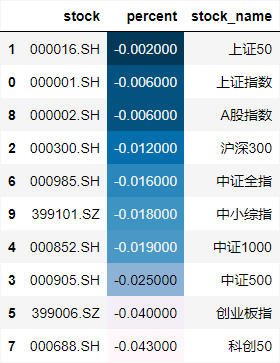 stock percent stock_name
1 000016.SH -0.002000 上证50
0 000001.SH -0.006000 上证指数
8 000002.SH -0.006000 A股指数
2 000300.SH -0.012000 沪深300
6 000985.SH -0.016000 中证全指
9 399101.SZ -0.018000 中小综指
4 000852.SH -0.019000 中证1000
3 000905.SH -0.025000 中证500
5 399006.SZ -0.040000 创业板指
7 000688.SH -0.043000 科创50